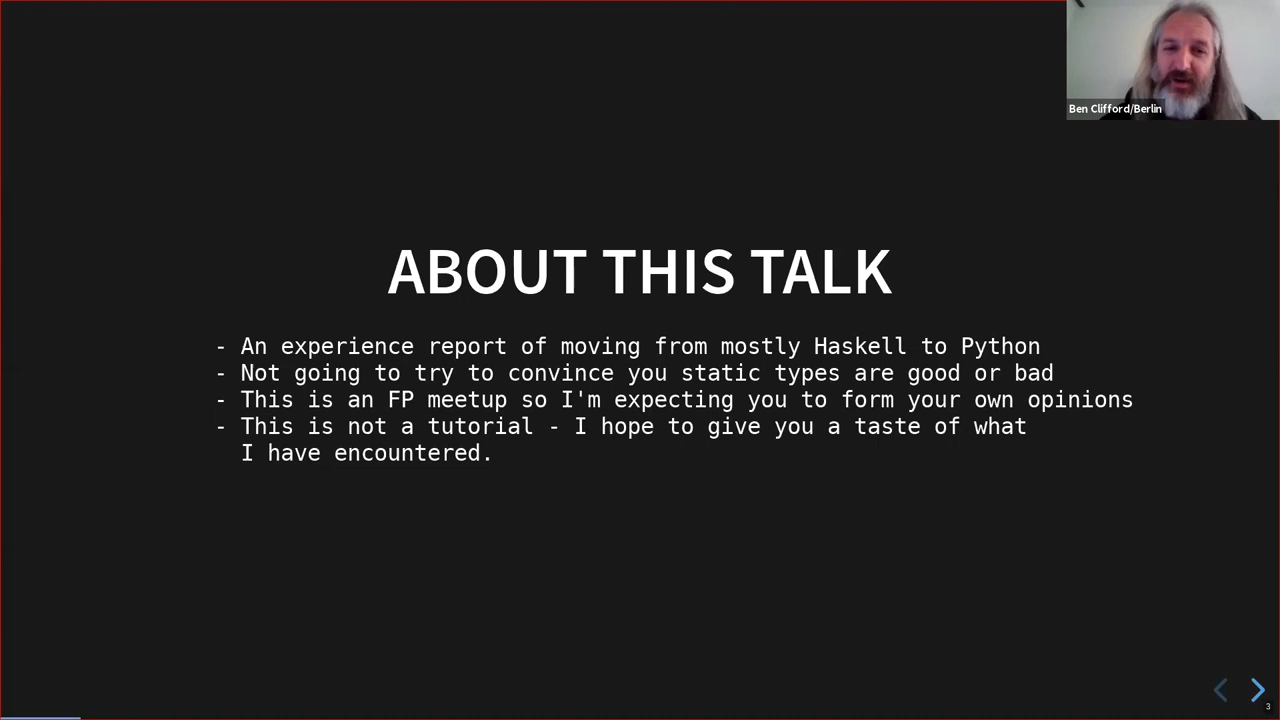 Ben Clifford/Berlin
ABOUT THIS TALK
- An experience report of moving from mostly Haskell to Python
- Not going to try to convince you static types are good or bad
- This is an FP meetup so I'm expecting you to form your own opinions
- This is not a tutorial - I hope to give you a taste of what
I have encountered.
3